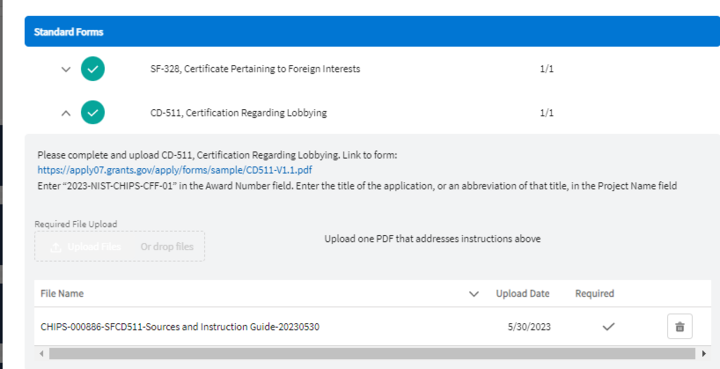 Standard Forms
SF-328, Certificate Pertaining to Foreign Interests 1/1
CD-511, Certification Regarding Lobbying 1/1
Please complete and upload CD-511, Certification Regarding Lobbying. Link to form:
https://apply07.grants.gov/apply/forms/sample/CD511-V1.1.pdf
Enter “2023-NIST-CHIPS-CFF-01” in the Award Number field. Enter the title of the application, or an abbreviation of that title, in the Project Name field
Required File Upload
Upload Files Or drop files Upload one PDF that addresses instructions above
File Name Upload Date Required
CHIPS-000886-SFCD511-Sources and Instruction Guide-20230530 5/30/2023